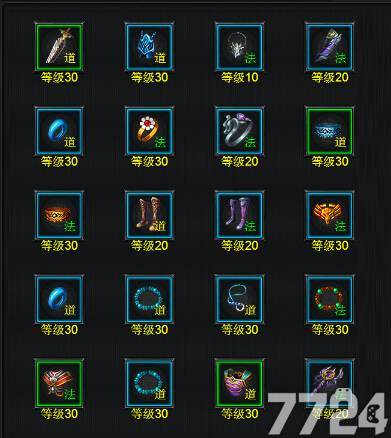 道 道 法 法
等级30 等级30 等级10 等级20
道 法 法 道
等级30 等级30 等级20 等级30
法 道 法 法
等级30 等级20 等级20 等级30
道 道 道 法
等级30 等级30 等级30 等级30
法 道 道
等级30 等级30 等级30 等级20
7724